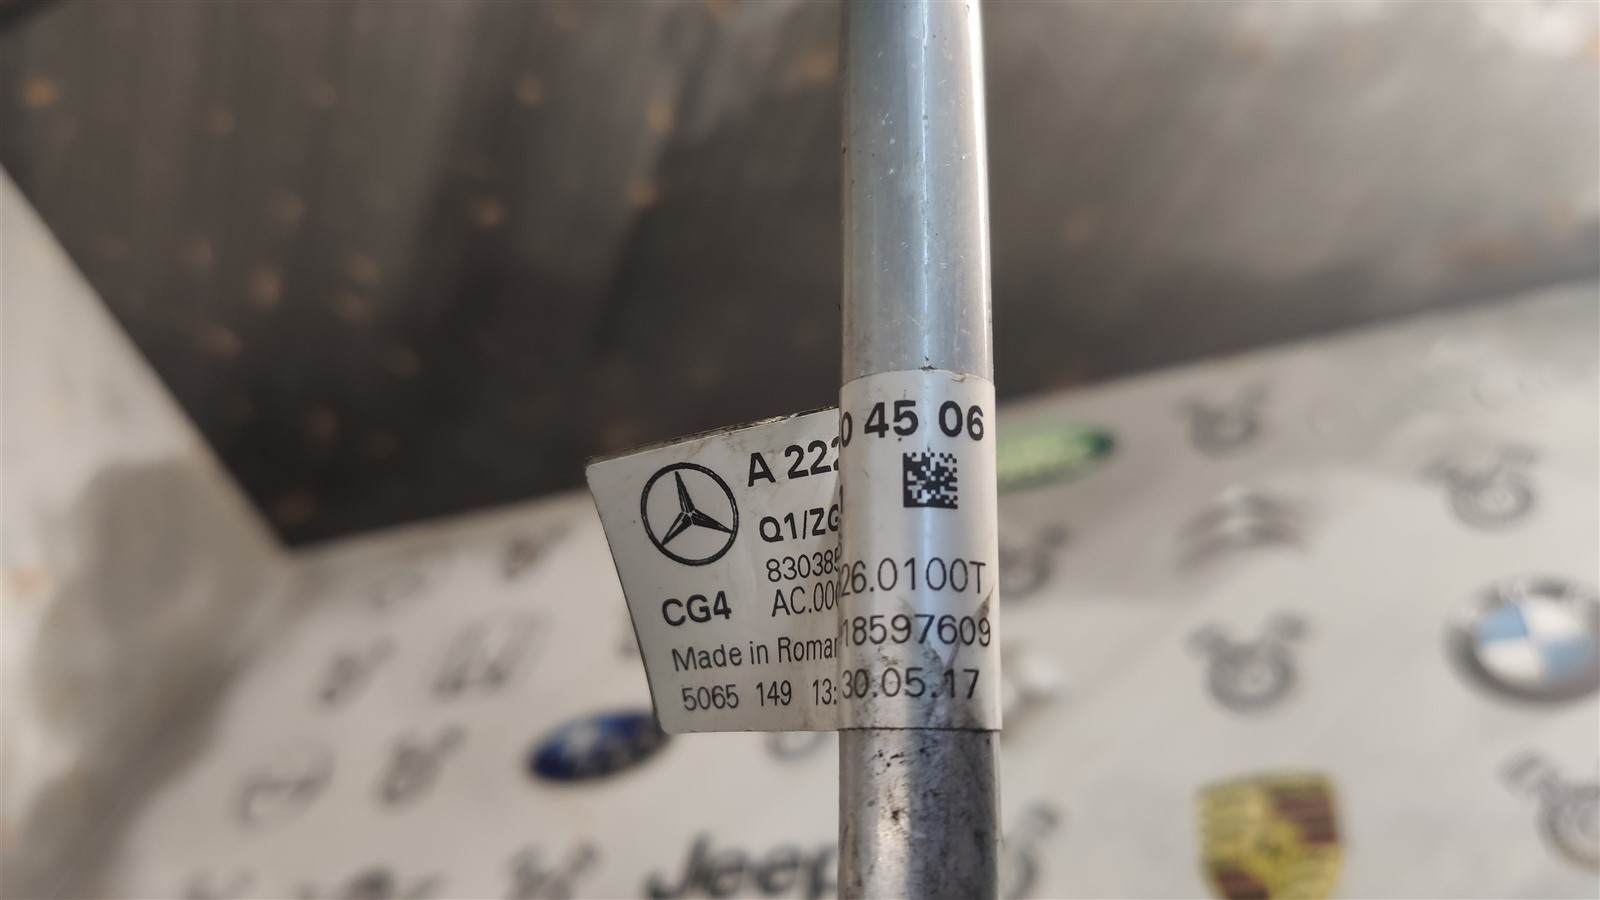 A 222
0 45 06
Q1/ZG
830385
26.0100T
CG4 AC.000
18597609
Made in Roman
5065 149 13:
30.05.17
Jeep